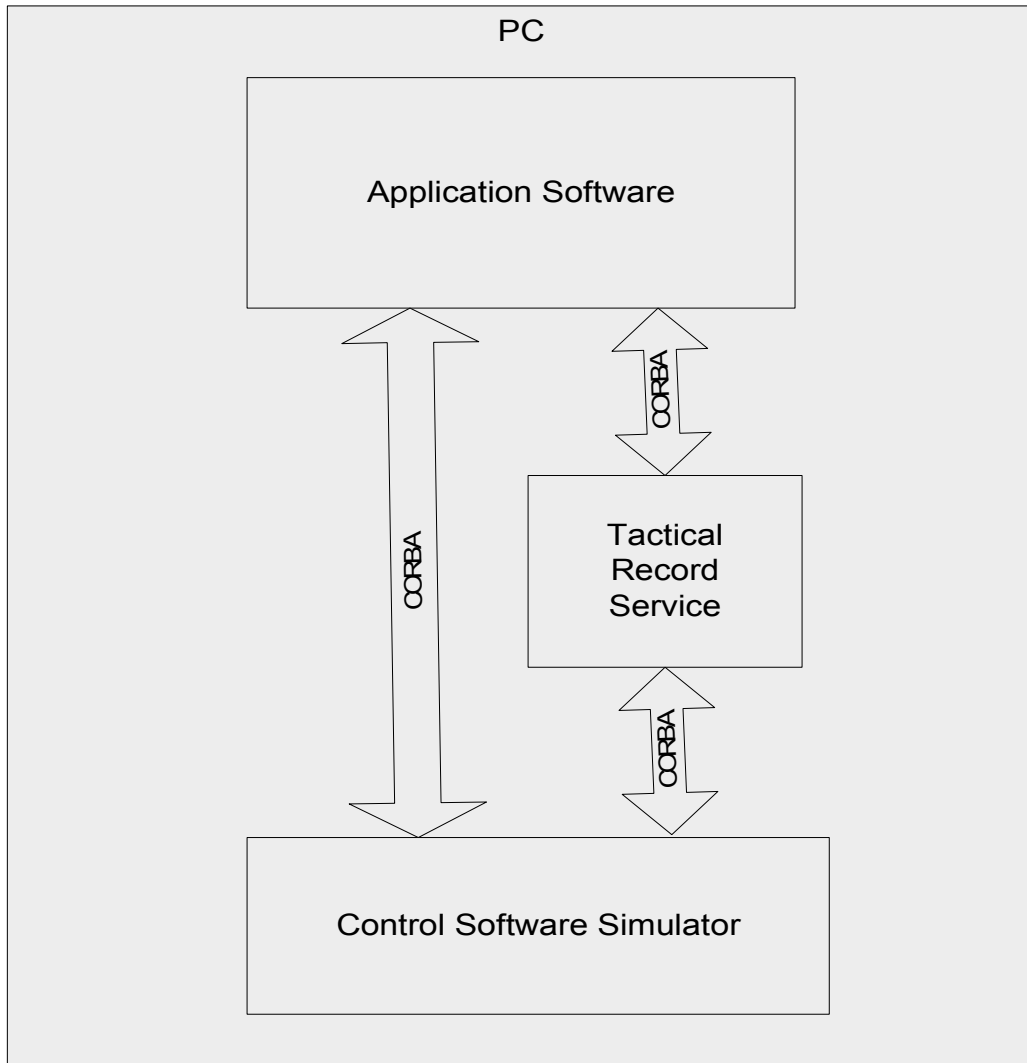 PC
Application Software
CORBA
CORBA
Tactical
Record
Service
CORBA
Control Software Simulator